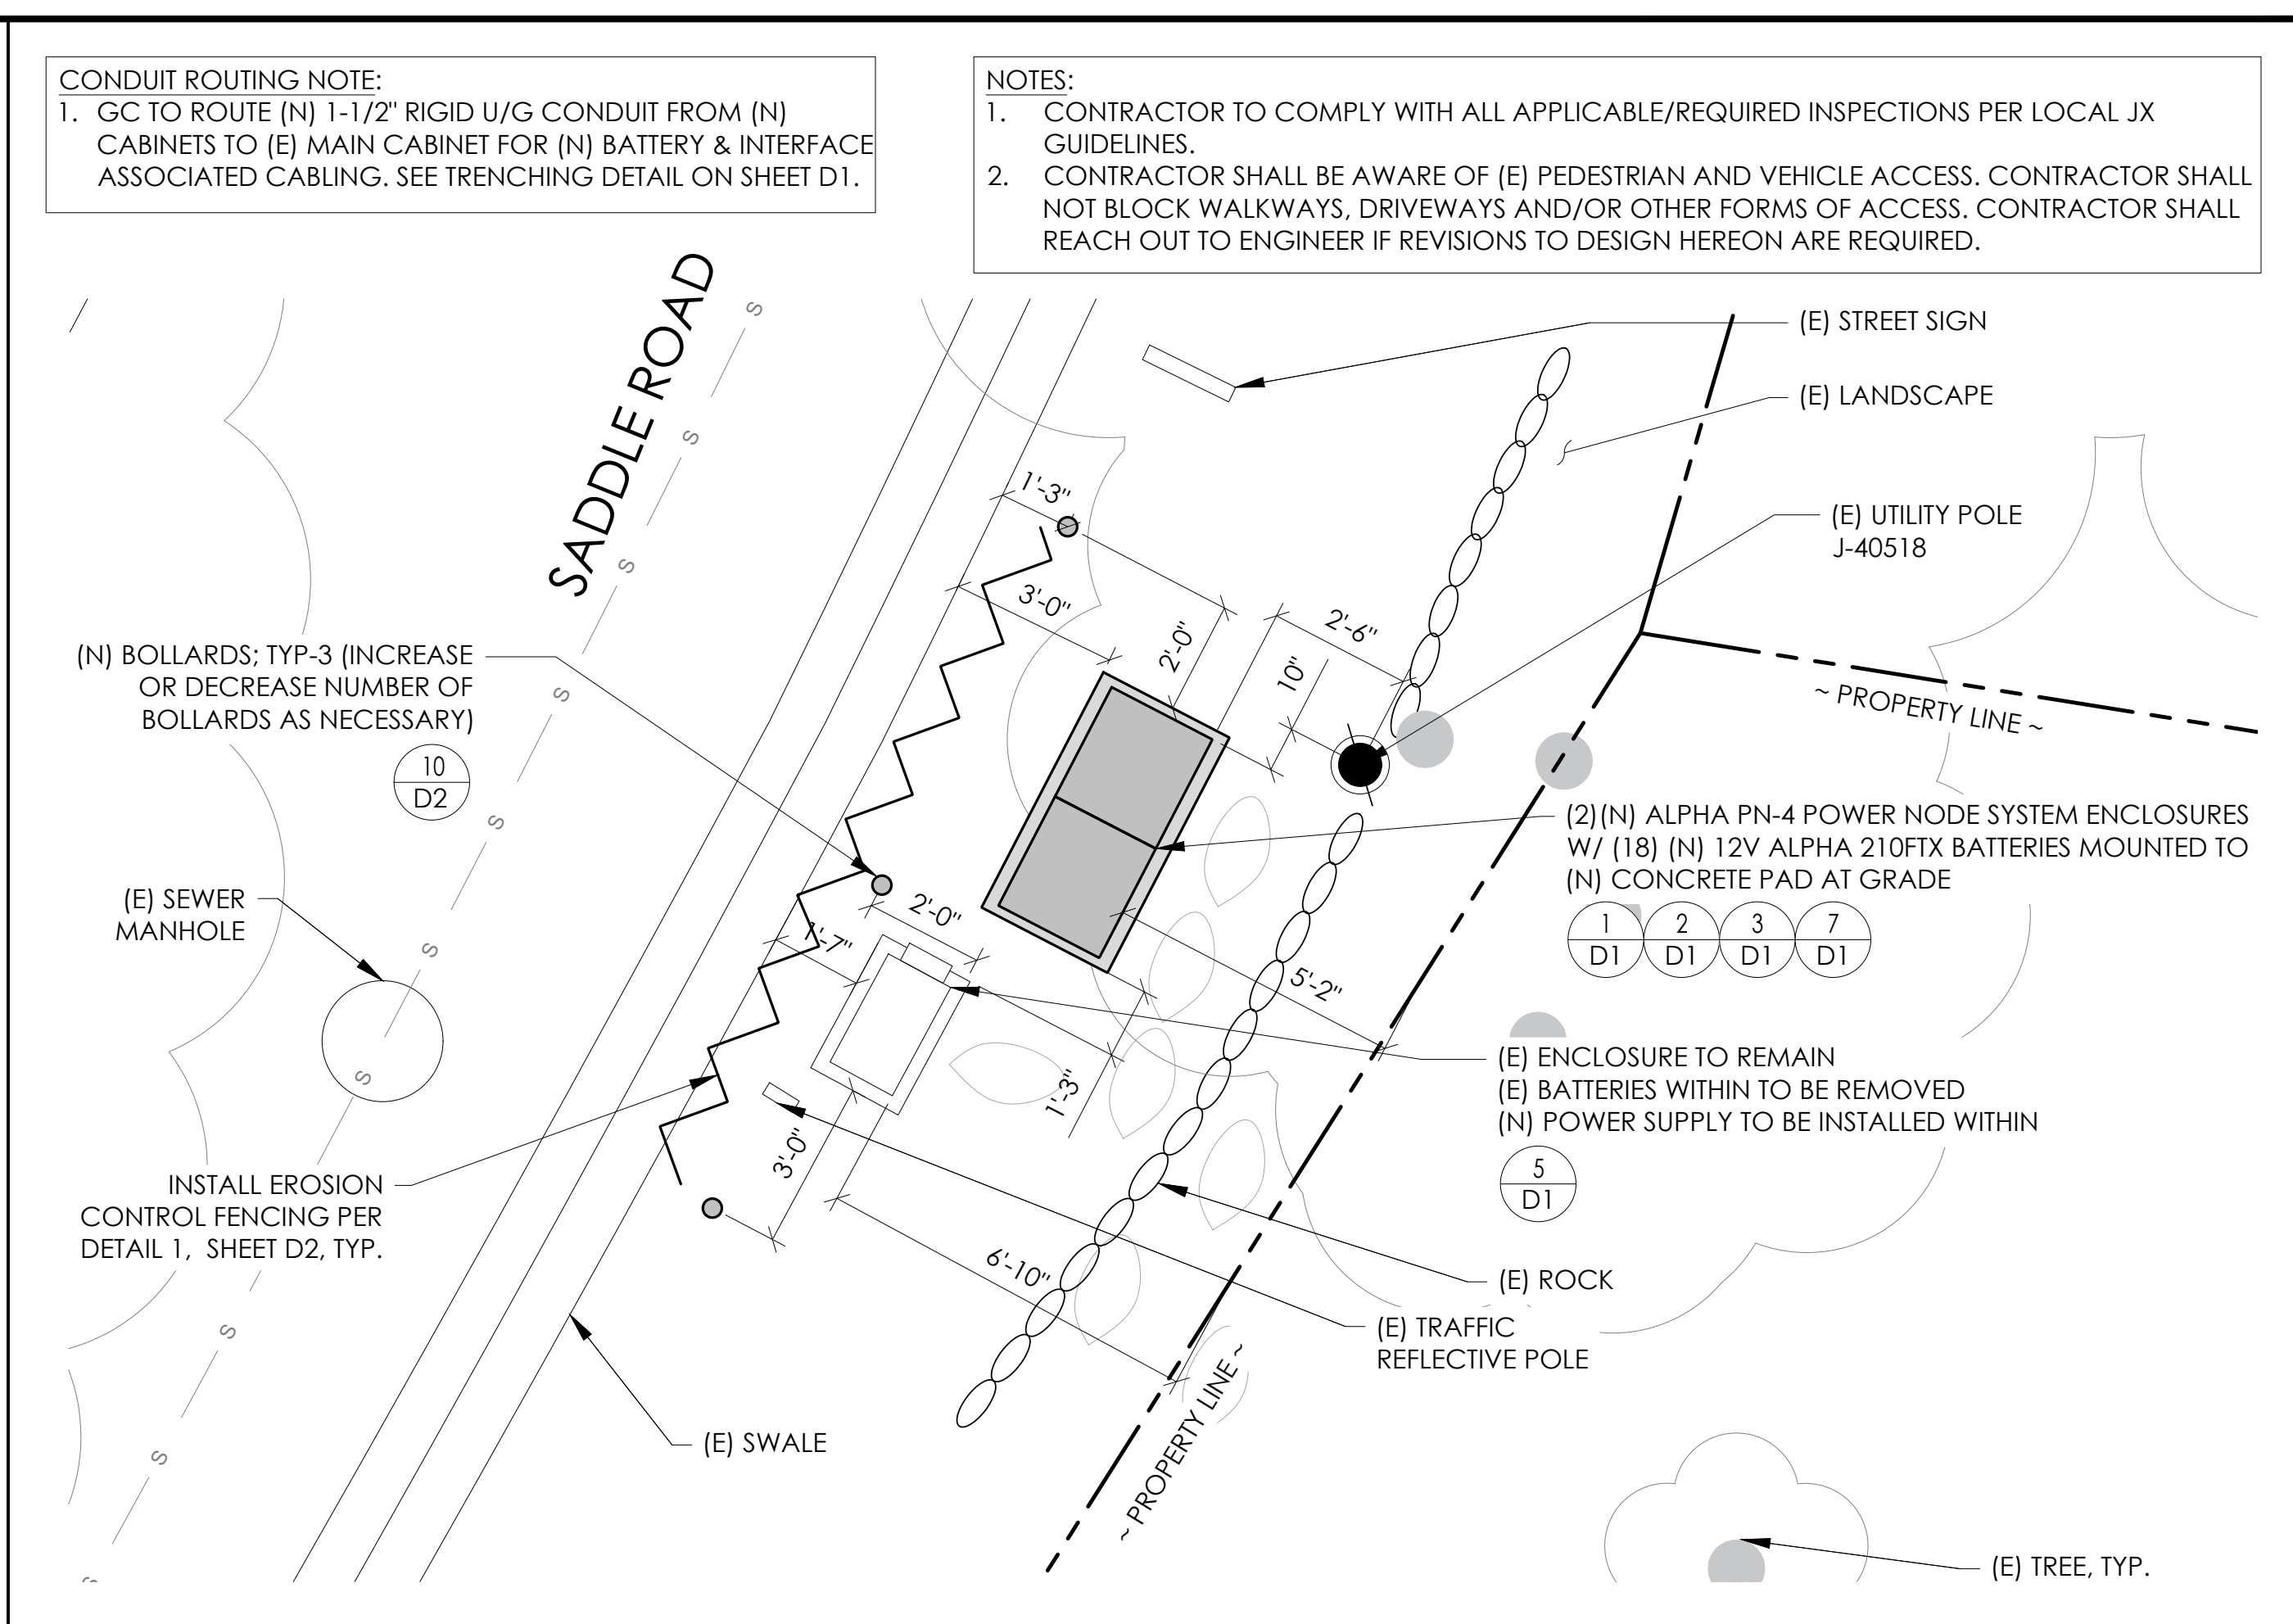 CONDUIT ROUTING NOTE:
1. GC TO ROUTE (N) 1-1/2" RIGID U/G CONDUIT FROM (N)
CABINETS TO (E) MAIN CABINET FOR (N) BATTERY & INTERFACE
ASSOCIATED CABLING. SEE TRENCHING DETAIL ON SHEET D1.
NOTES:
1. CONTRACTOR TO COMPLY WITH ALL APPLICABLE/REQUIRED INSPECTIONS PER LOCAL JX
GUIDELINES.
2. CONTRACTOR SHALL BE AWARE OF (E) PEDESTRIAN AND VEHICLE ACCESS. CONTRACTOR SHALL
NOT BLOCK WALKWAYS, DRIVEWAYS AND/OR OTHER FORMS OF ACCESS. CONTRACTOR SHALL
REACH OUT TO ENGINEER IF REVISIONS TO DESIGN HEREON ARE REQUIRED.
SADDLE ROAD
S
S
S
S
S
S
S
S
S
S
S
(E) STREET SIGN
(E) LANDSCAPE
(E) UTILITY POLE
J-40518
1'-3"
3'-0"
2'-0"
2'-6"
10"
~ PROPERTY LINE ~
(N) BOLLARDS; TYP-3 (INCREASE
OR DECREASE NUMBER OF
BOLLARDS AS NECESSARY)
10
D2
(2)(N) ALPHA PN-4 POWER NODE SYSTEM ENCLOSURES
W/ (18) (N) 12V ALPHA 210FTX BATTERIES MOUNTED TO
(N) CONCRETE PAD AT GRADE
1 2 3 7
D1 D1 D1 D1
(E) SEWER
MANHOLE
2'-0"
1'-7"
5'-2"
1'-3"
3'-0"
6'-10"
(E) ENCLOSURE TO REMAIN
(E) BATTERIES WITHIN TO BE REMOVED
(N) POWER SUPPLY TO BE INSTALLED WITHIN
5
D1
INSTALL EROSION
CONTROL FENCING PER
DETAIL 1, SHEET D2, TYP.
(E) ROCK
(E) TRAFFIC
REFLECTIVE POLE
(E) SWALE
~ PROPERTY LINE ~
(E) TREE, TYP.